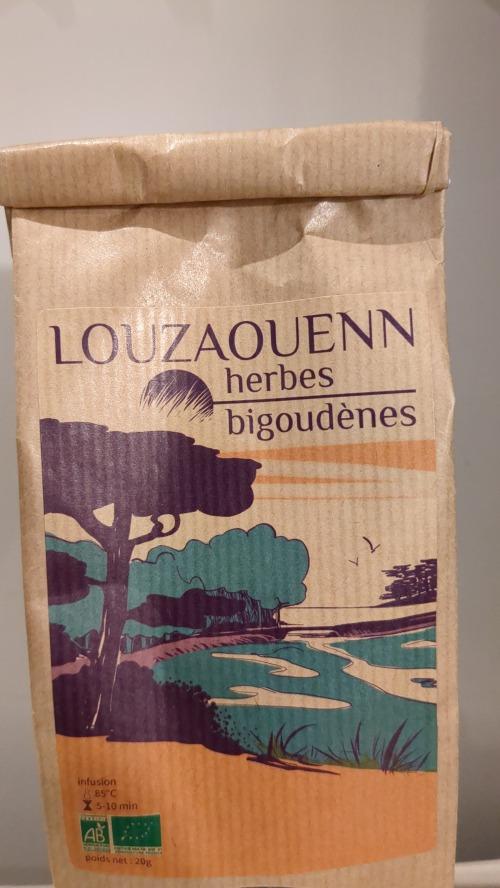 LOUZAOUENN
herbes
bigoudènes
infusion
85°C
5-10 min
AB
poids net : 20g